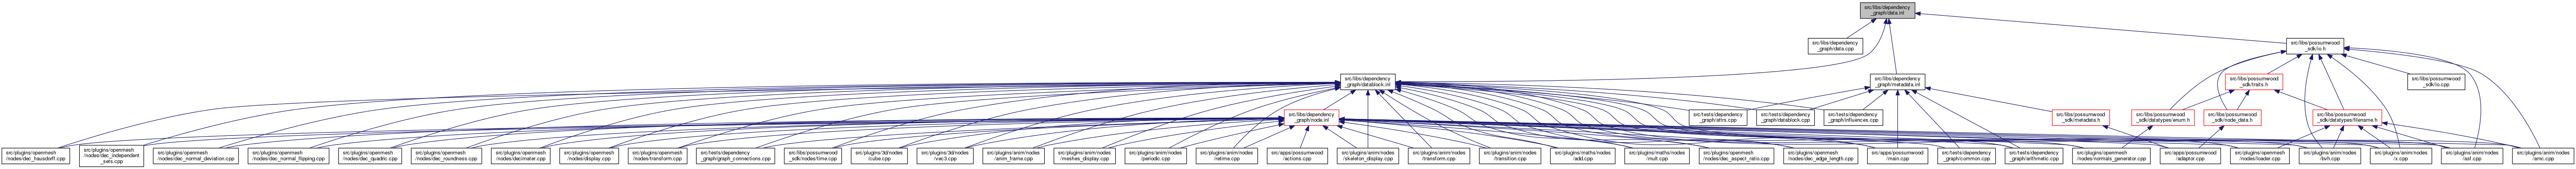 src/libs/dependency
_graph/data.inl
src/libs/dependency
_graph/data.cpp
src/libs/possumwood
_sdk/io.h
src/libs/dependency
_graph/datablock.inl
src/libs/dependency
_graph/metadata.inl
src/libs/possumwood
_sdk/traits.h
src/libs/possumwood
_sdk/io.cpp
src/libs/dependency
_graph/node.inl
src/tests/dependency
_graph/attrs.cpp
src/tests/dependency
_graph/datablock.cpp
src/tests/dependency
_graph/influences.cpp
src/libs/possumwood
_sdk/metadata.h
src/libs/possumwood
_sdk/datatypes/enum.h
src/libs/possumwood
_sdk/node_data.h
src/libs/possumwood
_sdk/datatypes/filename.h
src/plugins/openmesh
/nodes/dec_hausdorff.cpp
src/plugins/openmesh
/nodes/dec_independent
_sets.cpp
src/plugins/openmesh
/nodes/dec_normal_deviation.cpp
src/plugins/openmesh
/nodes/dec_normal_flipping.cpp
src/plugins/openmesh
/nodes/dec_quadric.cpp
src/plugins/openmesh
/nodes/dec_roundness.cpp
src/plugins/openmesh
/nodes/decimater.cpp
src/plugins/openmesh
/nodes/display.cpp
src/plugins/openmesh
/nodes/transform.cpp
src/tests/dependency
_graph/graph_connections.cpp
src/libs/possumwood
_sdk/nodes/time.cpp
src/plugins/3d/nodes
/cube.cpp
src/plugins/3d/nodes
/vac3.cpp
src/plugins/anim/nodes
/anim_frame.cpp
src/plugins/anim/nodes
/meshes_display.cpp
src/plugins/anim/nodes
/periodic.cpp
src/plugins/anim/nodes
/retime.cpp
src/apps/possumwood
/actions.cpp
src/plugins/anim/nodes
/skeleton_display.cpp
src/plugins/anim/nodes
/transform.cpp
src/plugins/anim/nodes
/transition.cpp
src/plugins/maths/nodes
/add.cpp
src/plugins/maths/nodes
/mult.cpp
src/plugins/openmesh
/nodes/dec_aspect_ratio.cpp
src/plugins/openmesh
/nodes/dec_edge_length.cpp
src/apps/possumwood
/main.cpp
src/tests/dependency
_graph/common.cpp
src/tests/dependency
_graph/arithmetic.cpp
src/plugins/openmesh
/nodes/normals_generator.cpp
src/apps/possumwood
/adaptor.cpp
src/plugins/openmesh
/nodes/loader.cpp
src/plugins/anim/nodes
/bvh.cpp
src/plugins/anim/nodes
/x.cpp
src/plugins/anim/nodes
/asf.cpp
src/plugins/anim/nodes
/amc.cpp